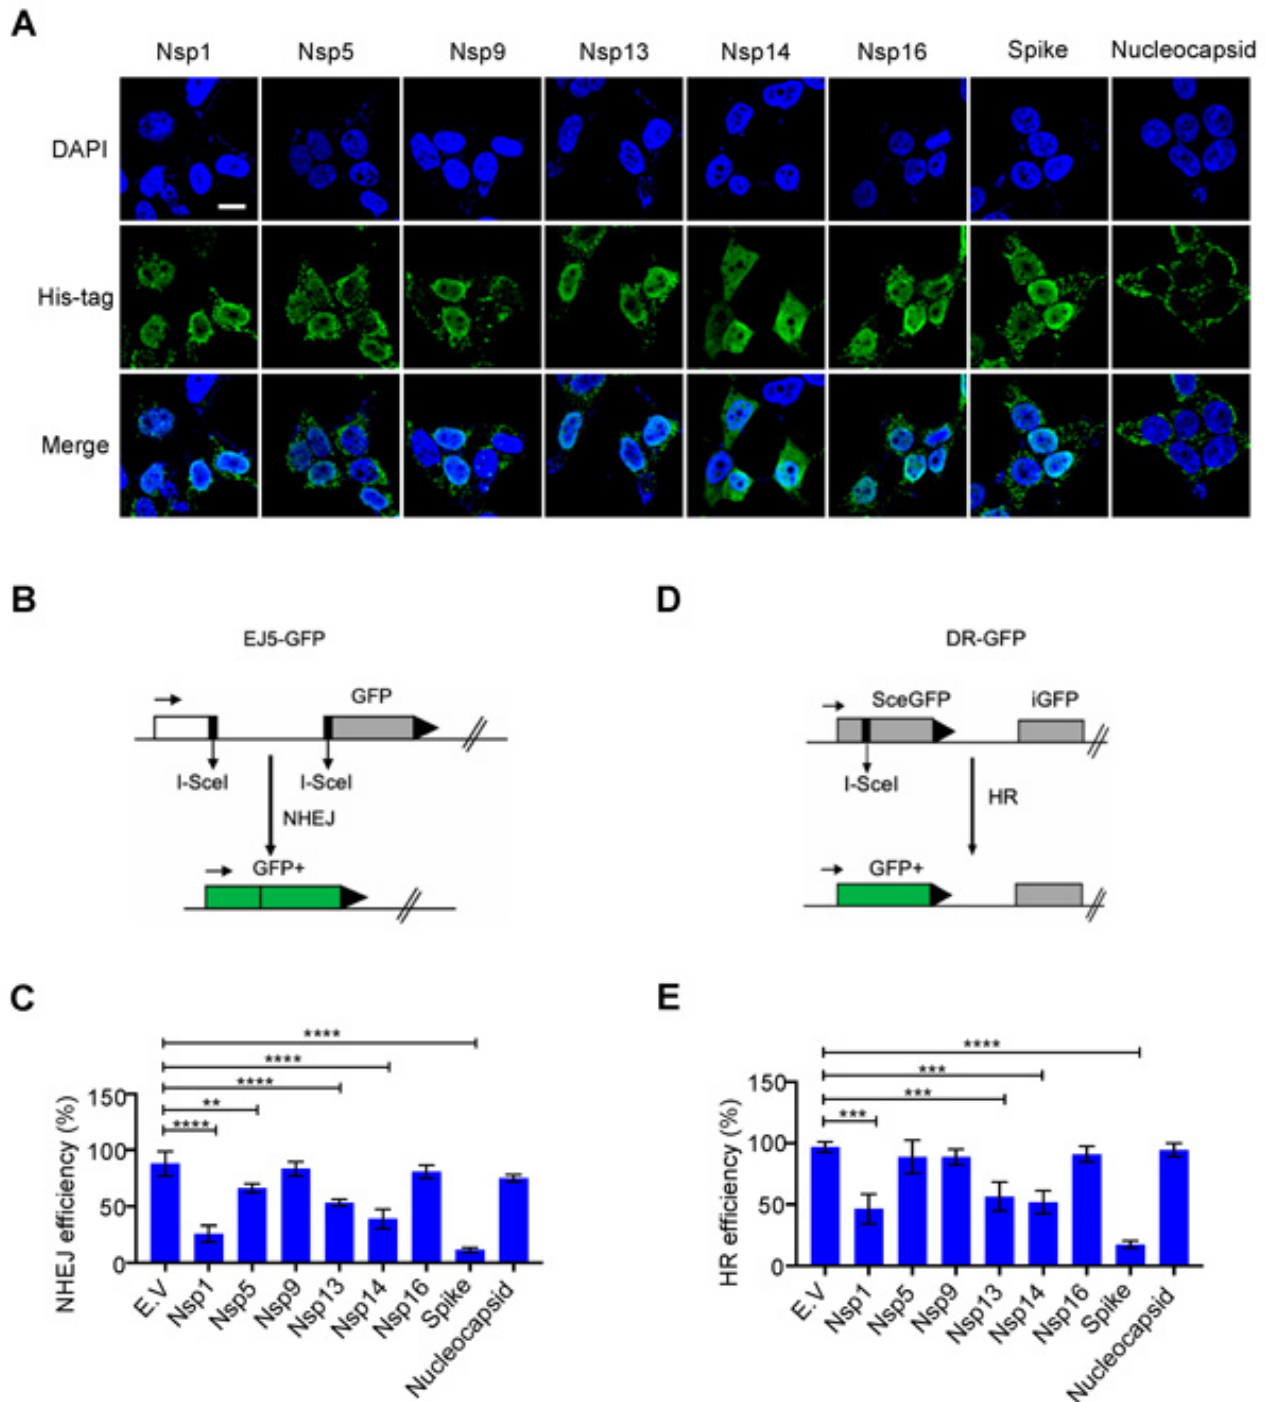 A
Nsp1 Nsp5 Nsp9 Nsp13 Nsp14 Nsp16 Spike Nucleocapsid
DAPI
His-tag
Merge
B
EJ5-GFP
GFP
I-SceI I-SceI
NHEJ
GFP+
D
DR-GFP
SceGFP iGFP
I-SceI
HR
GFP+
C
****
****
****
**
****
NHEJ efficiency (%)
150
100
50
0
E.V Nsp1 Nsp5 Nsp9 Nsp13 Nsp14 Nsp16 Spike Nucleocapsid
E
****
***
***
***
HR efficiency (%)
150
100
50
0
E.V Nsp1 Nsp5 Nsp9 Nsp13 Nsp14 Nsp16 Spike Nucleocapsid